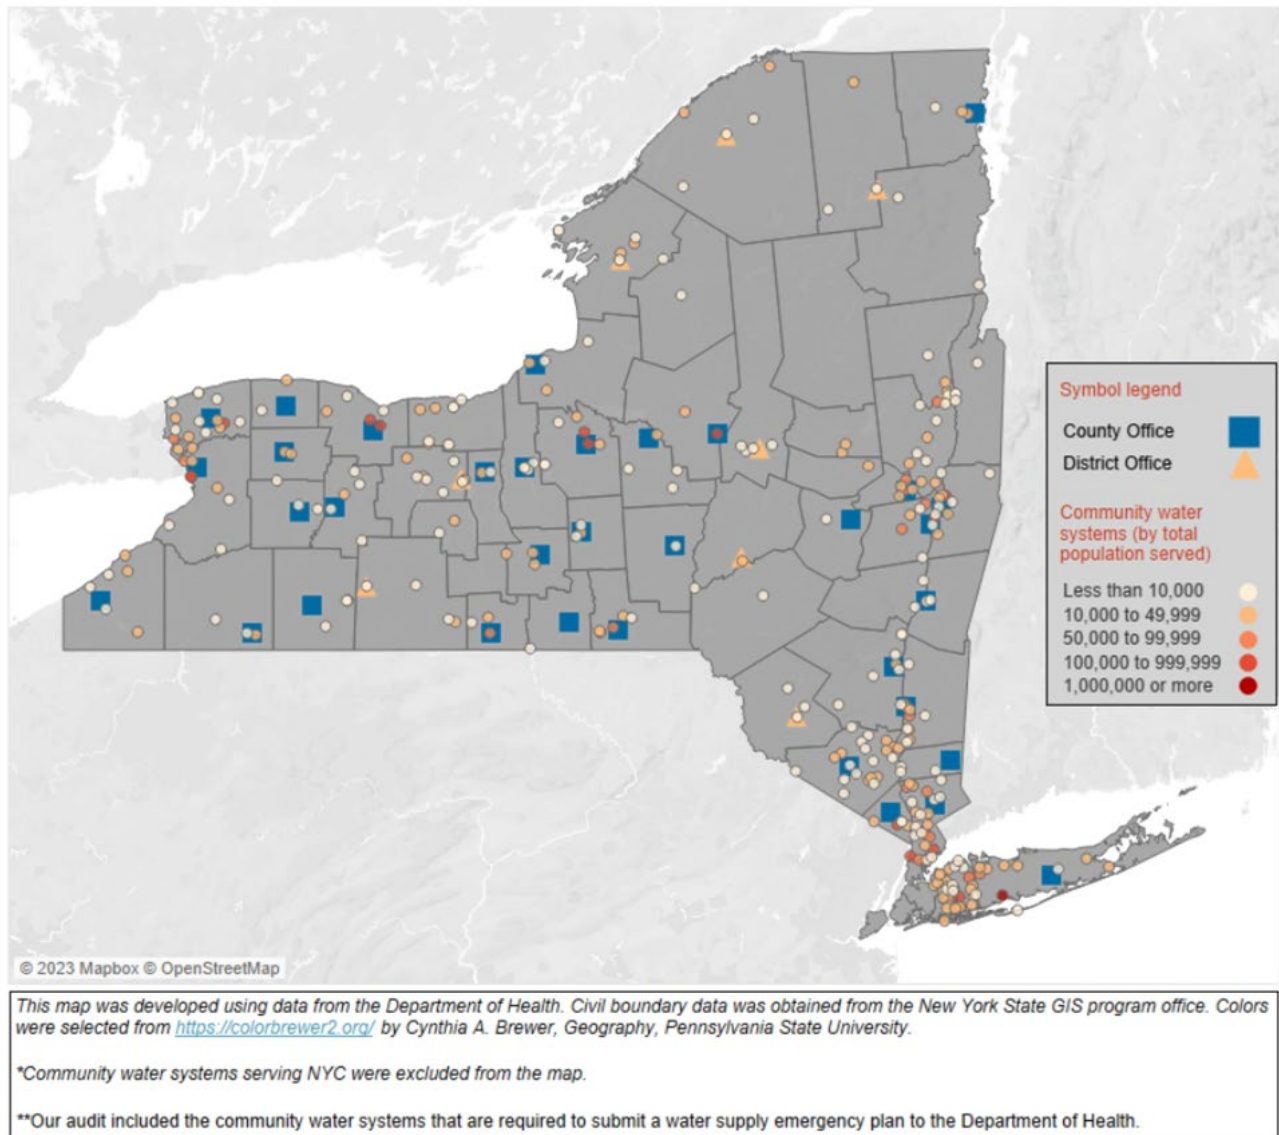 Symbol legend
County Office
District Office
Community water
systems (by total
population served)
Less than 10,000
10,000 to 49,999
50,000 to 99,999
100,000 to 999,999
1,000,000 or more
© 2023 Mapbox © OpenStreetMap
This map was developed using data from the Department of Health. Civil boundary data was obtained from the New York State GIS program office. Colors
were selected from https://colorbrewer2.org/ by Cynthia A. Brewer, Geography, Pennsylvania State University.
*Community water systems serving NYC were excluded from the map.
**Our audit included the community water systems that are required to submit a water supply emergency plan to the Department of Health.